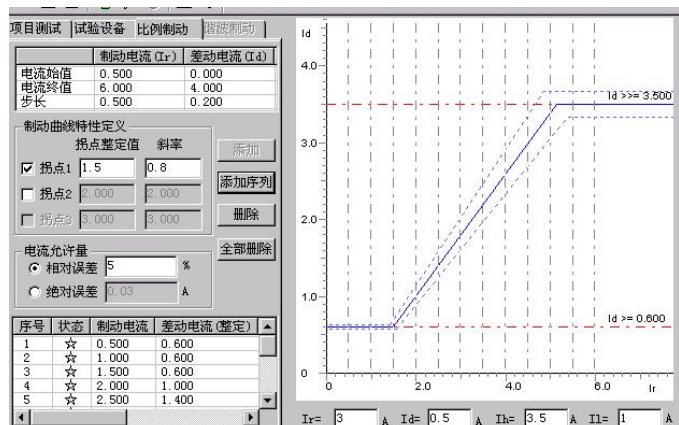 项目测试 试验设备 比例制动 谐波制动
制动电流(Ir) 差动电流(Id)
电流始值 0.500 0.000
电流终值 6.000 4.000
步长 0.500 0.200
制动曲线特性定义
拐点整定值 斜率
拐点1 1.5 0.8
拐点2 2.000 2.000
拐点3 3.000 3.000
添加
添加序列
删除
全部删除
电流允许量
相对误差 5 %
绝对误差 0.03 A
序号 状态 制动电流 差动电流(整定)
1 ☆ 0.500 0.600
2 ☆ 1.000 0.600
3 ☆ 1.500 0.600
4 ☆ 2.000 1.000
5 ☆ 2.500 1.400
Id
4.0
Id >>= 3.500
3.0
2.0
1.0
Id >= 0.600
0
0 2.0 4.0 6.0 Ir
Ir= 3 A Id= 0.5 A Ih= 3.5 A Il= 1 A